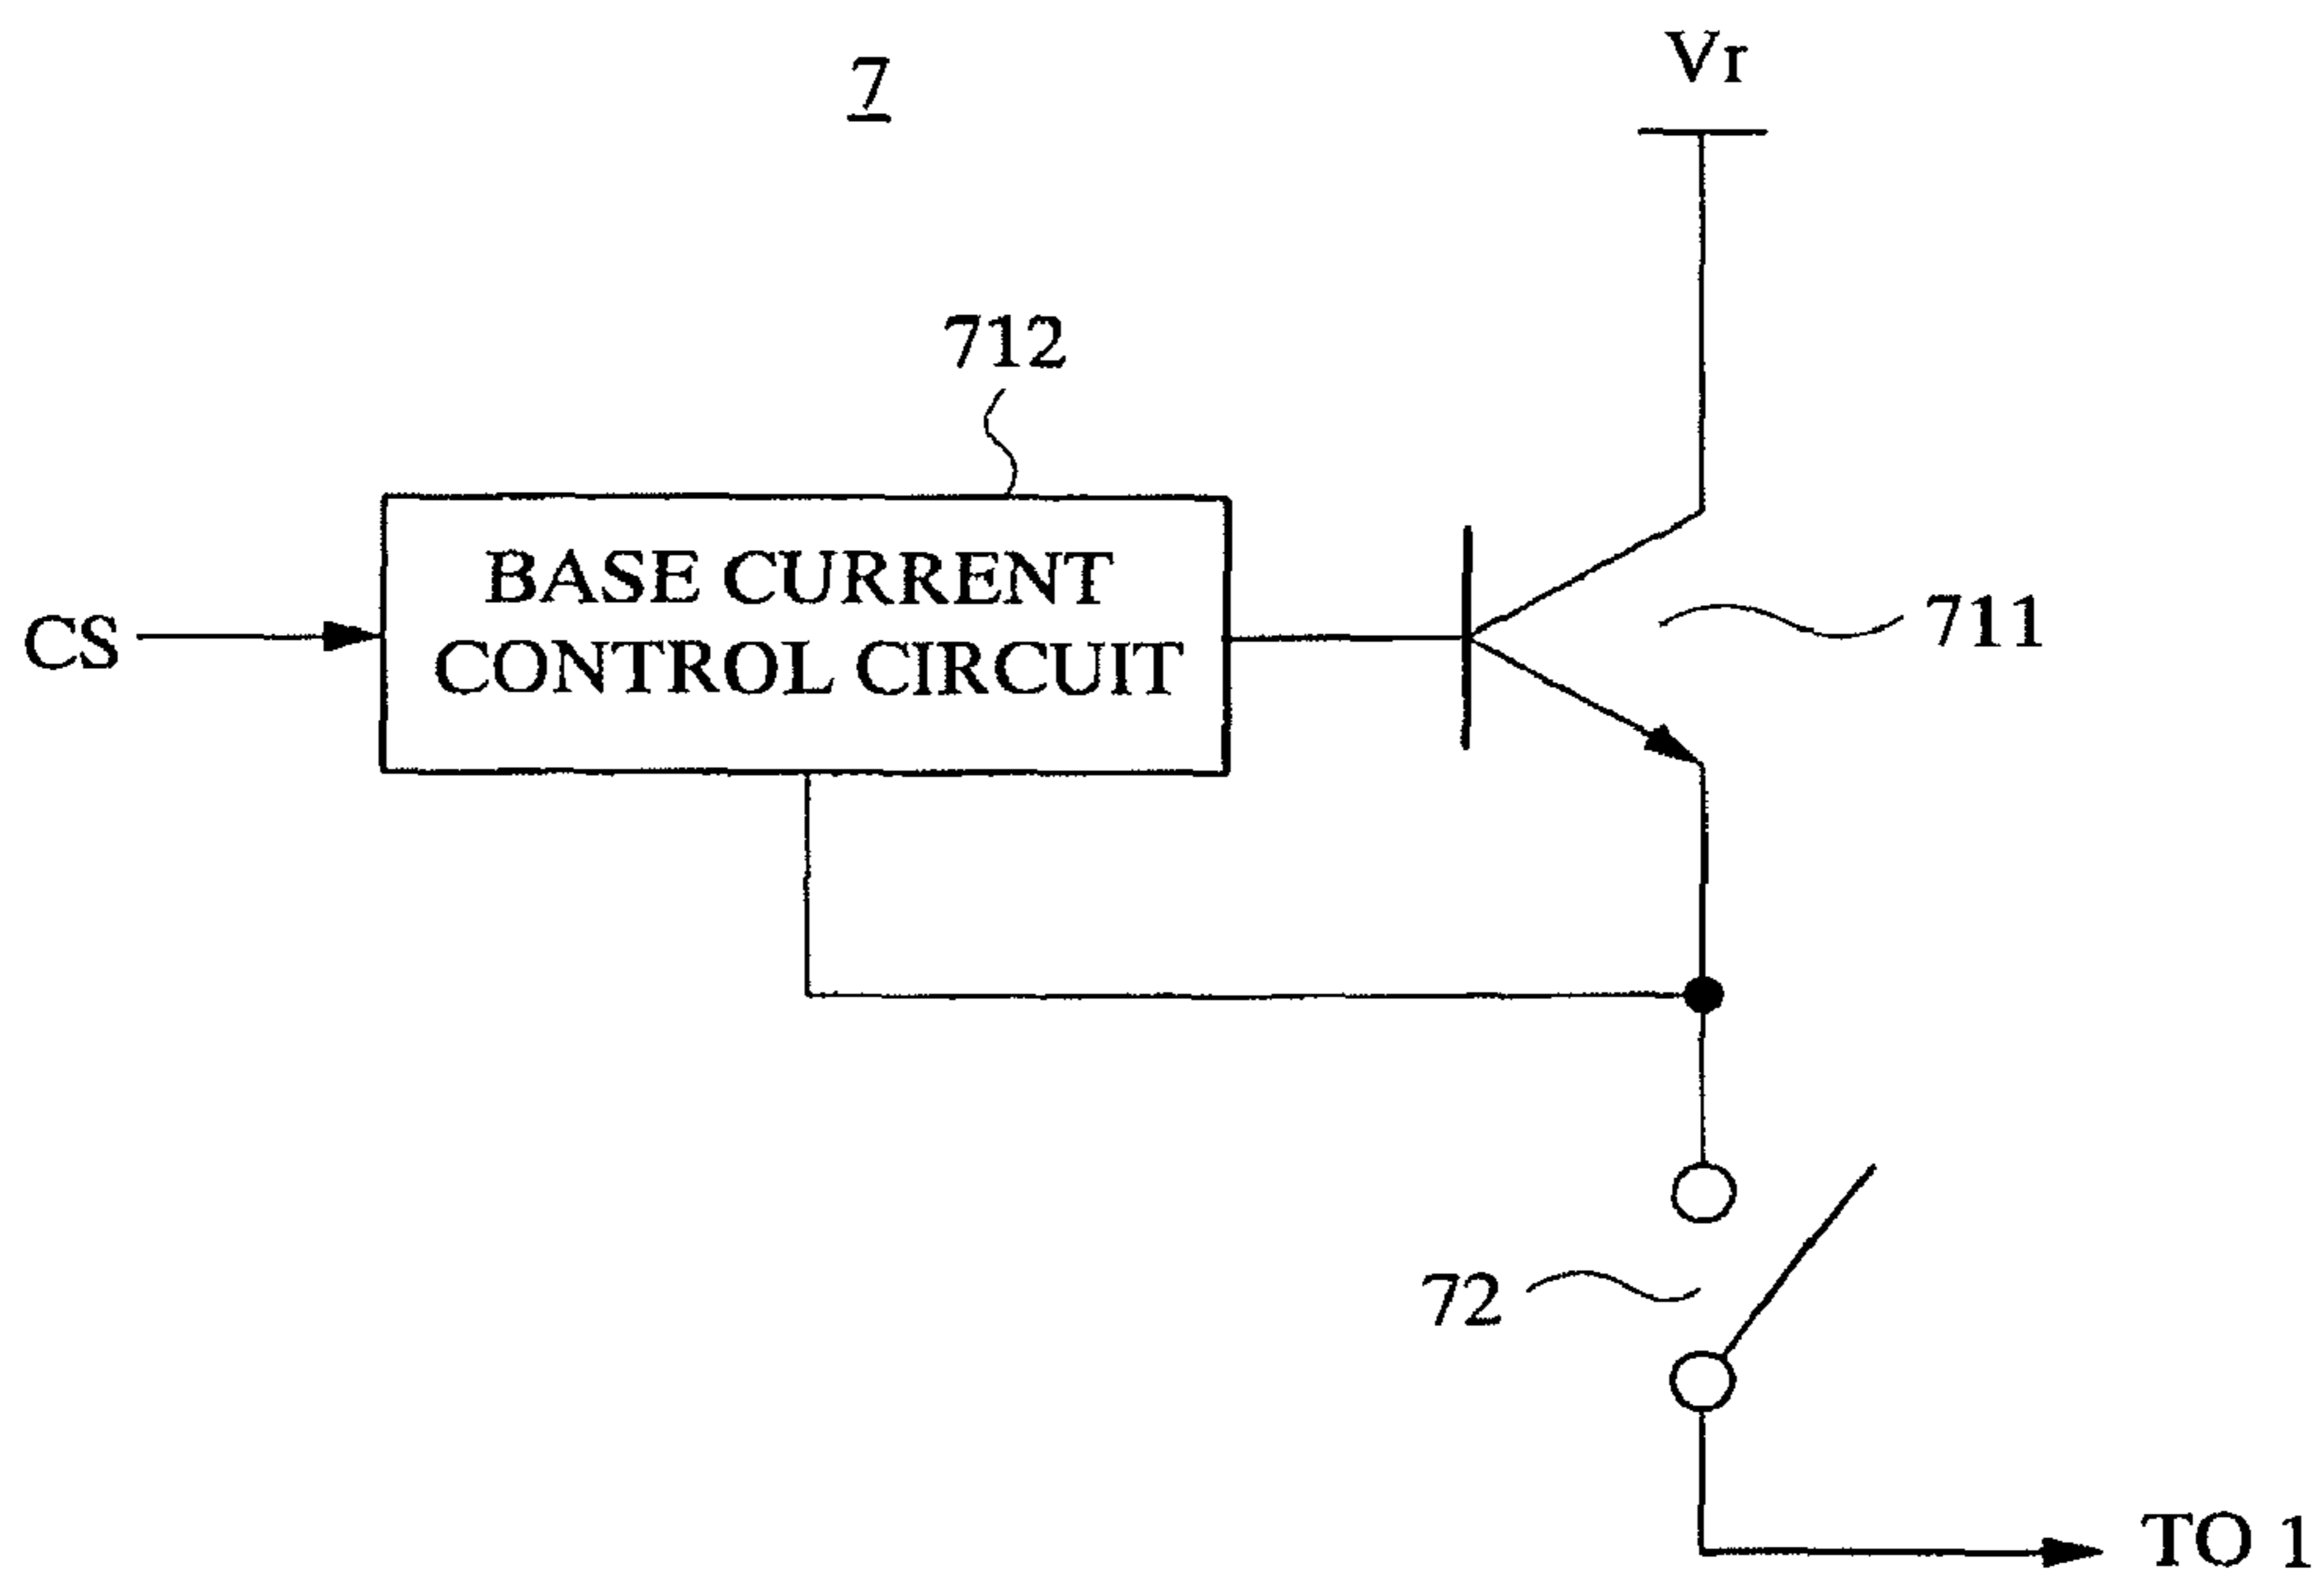 7
Vr
712
BASE CURRENT
CONTROL CIRCUIT
CS
711
72
TO 1